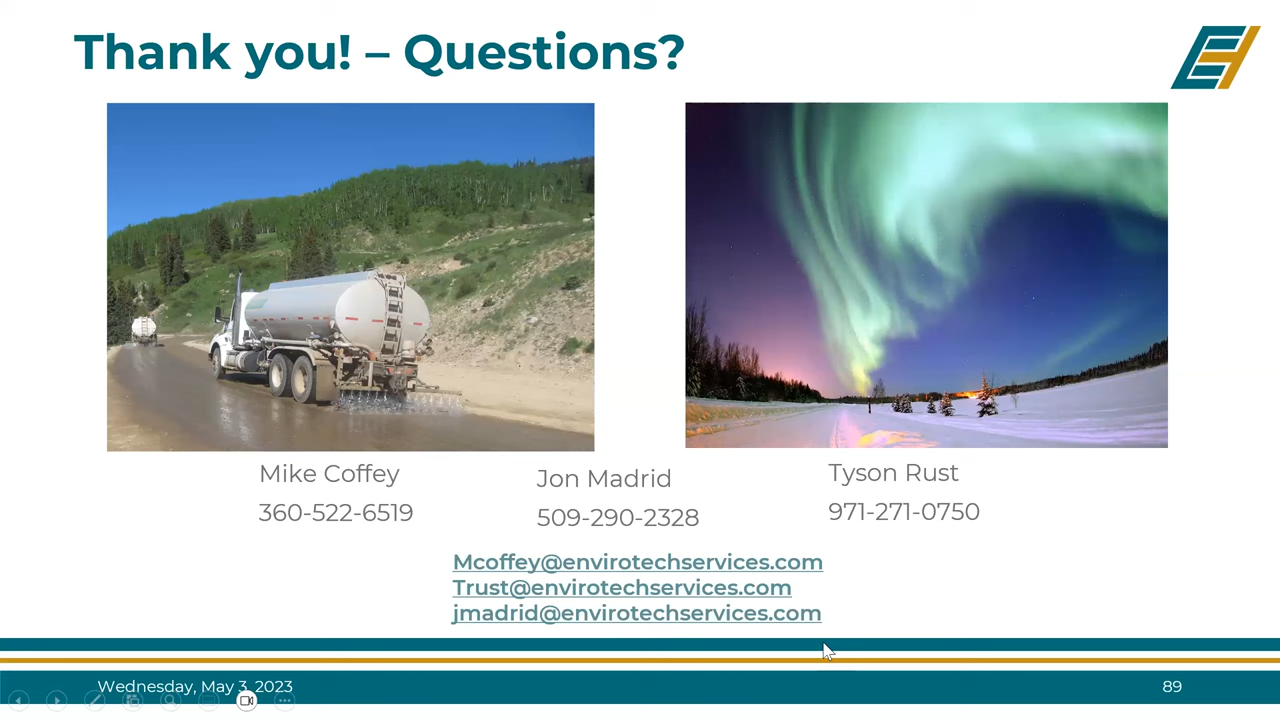 Thank you! – Questions?
Mike Coffey
360-522-6519
Jon Madrid
509-290-2328
Tyson Rust
971-271-0750
Mcoffey@envirotechservices.com
Trust@envirotechservices.com
jmadrid@envirotechservices.com
Wednesday, May 3, 2023
89